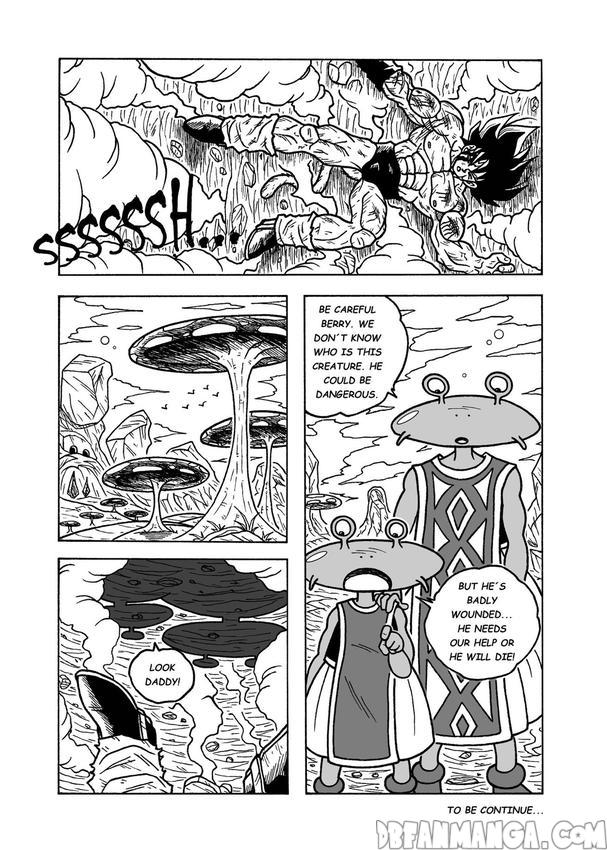 SSSSSSH...
BE CAREFUL
BERRY. WE
DON´T KNOW
WHO IS THIS
CREATURE. HE
COULD BE
DANGEROUS.
LOOK
DADDY!
BUT HE´S
BADLY
WOUNDED...
HE NEEDS
OUR HELP OR
HE WILL DIE!
TO BE CONTINUE...
DBFANMANGA.COM